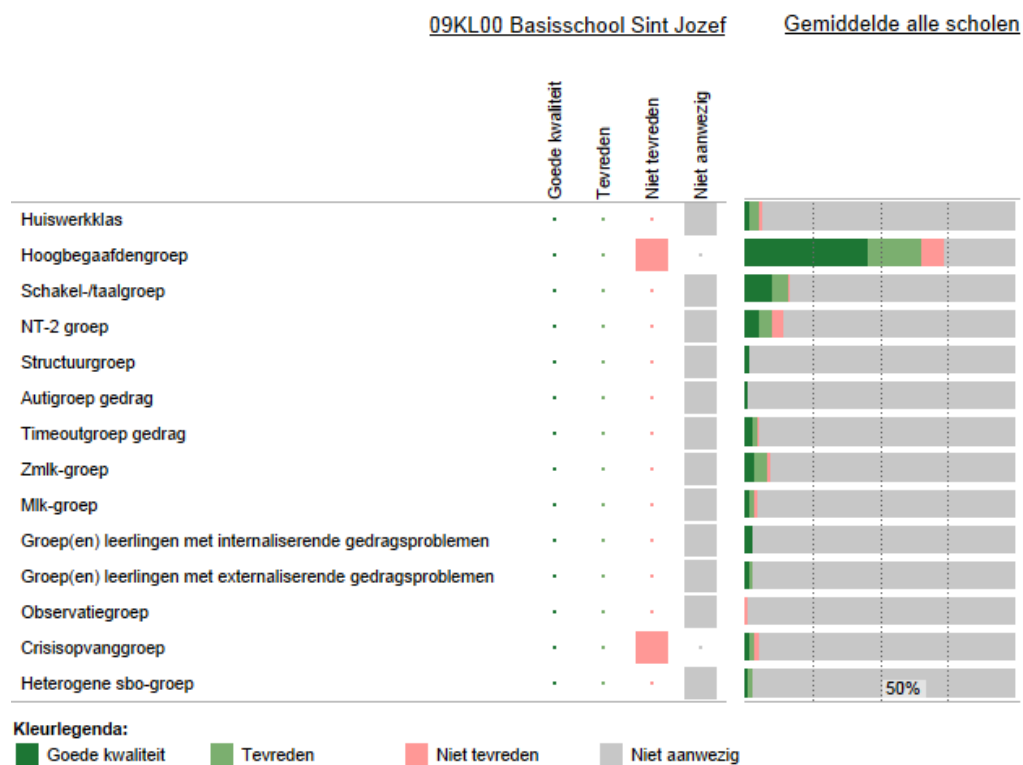 09KL00 Basisschool Sint Jozef
Gemiddelde alle scholen
Goede kwaliteit
Tevreden
Niet tevreden
Niet aanwezig
Huiswerkklas
Hoogbegaafdengroep
Schakel-/taalgroep
NT-2 groep
Structuurgroep
Autigroep gedrag
Timeoutgroep gedrag
Zmlk-groep
Mlk-groep
Groep(en) leerlingen met internaliserende gedragsproblemen
Groep(en) leerlingen met externaliserende gedragsproblemen
Observatiegroep
Crisisopvanggroep
Heterogene sbo-groep
50%
Kleurlegenda:
Goede kwaliteit
Tevreden
Niet tevreden
Niet aanwezig